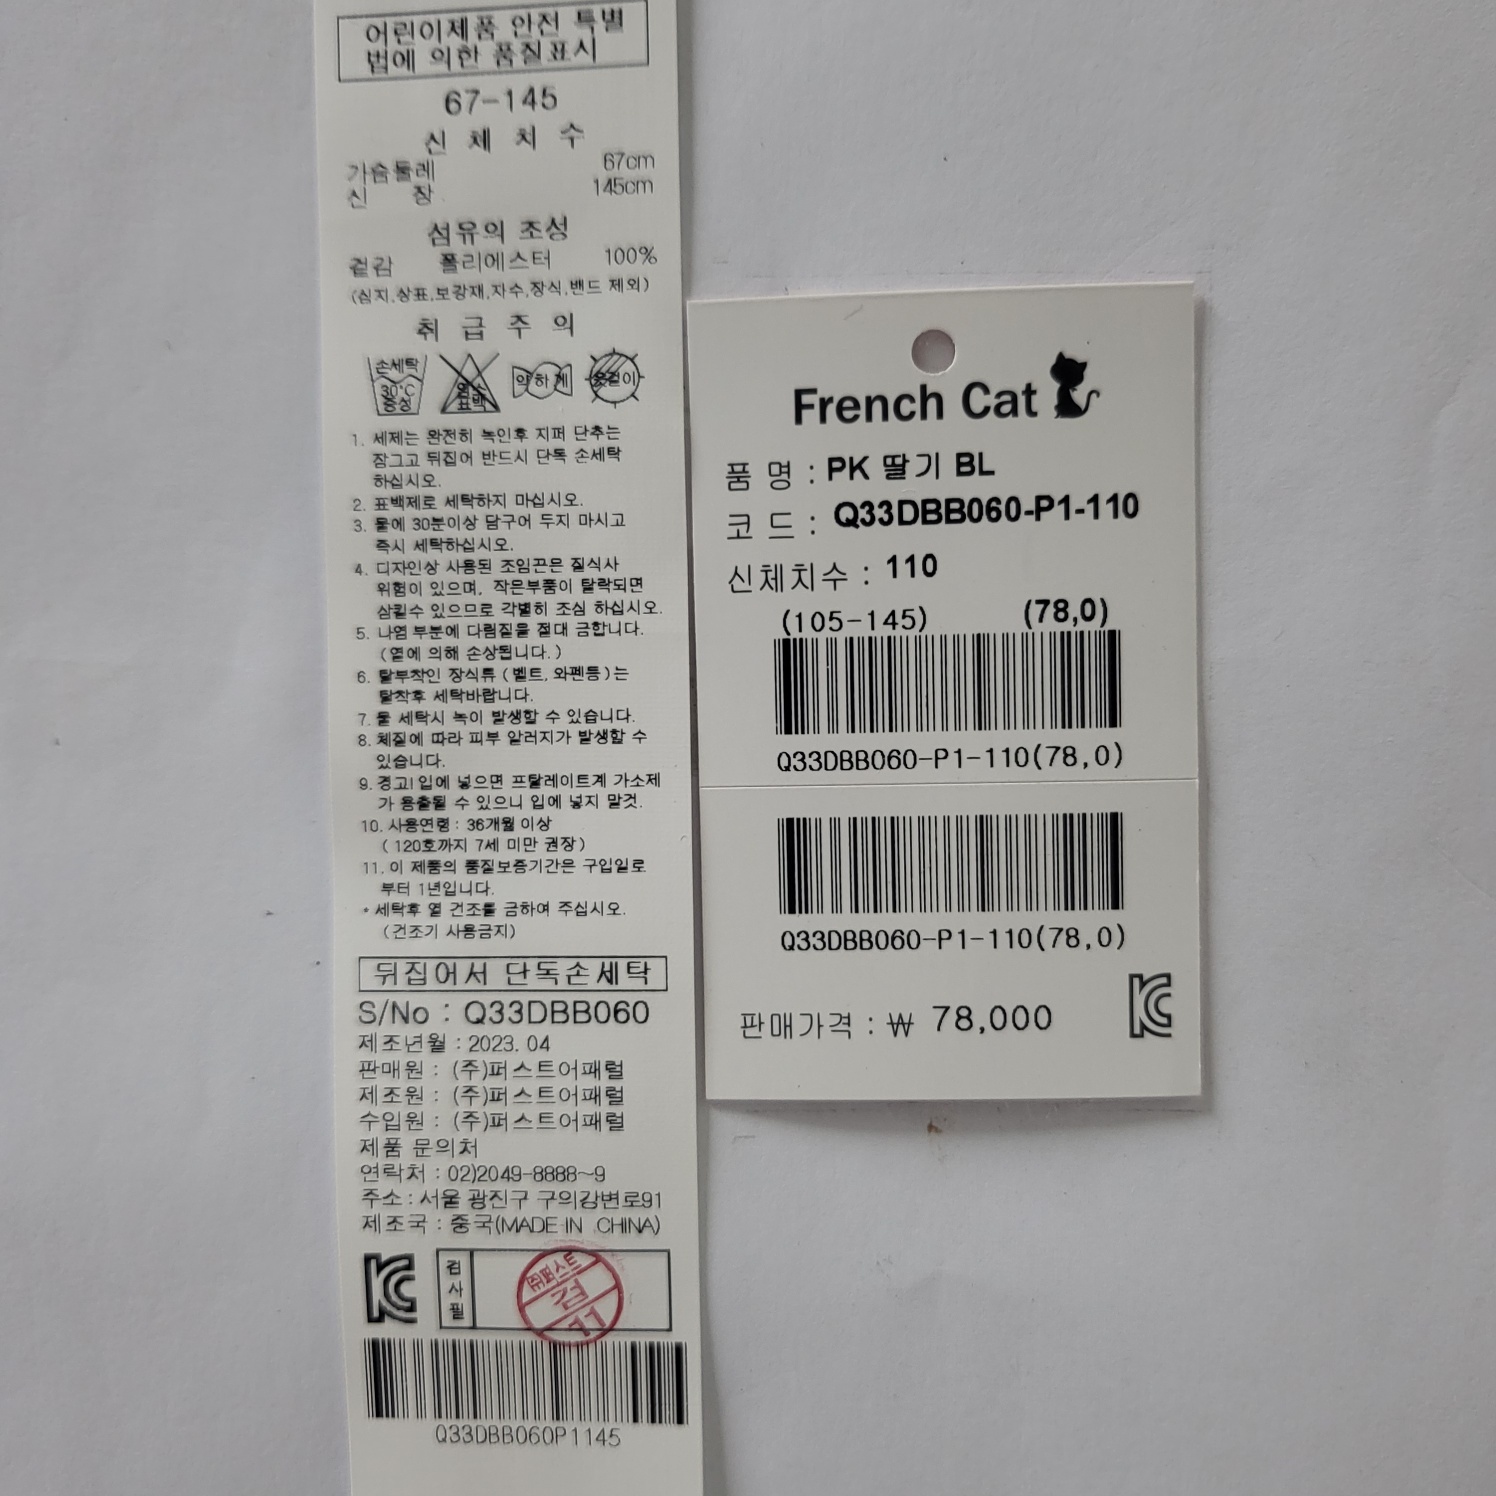 어린이제품 안전 특별
법에 의한 품질표시
67-145
신 체 치 수
가슴둘레 67cm
신 장 145cm
섬유의 조성
겉감 폴리에스터 100%
(심지,상표,보강재,자수,장식,밴드 제외)
취 급 주 의
손세탁 30°C 중성
염소 표백
약하게
옷걸이
1. 세제는 완전히 녹인후 지퍼 단추는
잠그고 뒤집어 반드시 단독 손세탁
하십시오.
2. 표백제로 세탁하지 마십시오.
3. 물에 30분이상 담구어 두지 마시고
즉시 세탁하십시오.
4. 디자인상 사용된 조임끈은 질식사
위험이 있으며, 작은부품이 탈락되면
삼킬수 있으므로 각별히 조심 하십시오.
5. 나염 부분에 다림질을 절대 금합니다.
(열에 의해 손상됩니다.)
6. 탈부착인 장식류 (벨트, 와펜등)는
탈착후 세탁바랍니다.
7. 물 세탁시 녹이 발생할 수 있습니다.
8. 체질에 따라 피부 알러지가 발생할 수
있습니다.
9. 경고! 입에 넣으면 프탈레이트계 가소제
가 용출될 수 있으니 입에 넣지 말것.
10. 사용연령 : 36개월 이상
( 120호까지 7세 미만 권장 )
11. 이 제품의 품질보증기간은 구입일로
부터 1년입니다.
* 세탁후 열 건조를 금하여 주십시오.
(건조기 사용금지)
뒤집어서 단독손세탁
S/No : Q33DBB060
제조년월 : 2023. 04
판매원 : (주)퍼스트어패럴
제조원 : (주)퍼스트어패럴
수입원 : (주)퍼스트어패럴
제품 문의처
연락처 : 02)2049-8888~9
주소 : 서울 광진구 구의강변로91
제조국 : 중국(MADE IN CHINA)
KC
검사필
㈜퍼스트
검
11
Q33DBB060P1145
French Cat
품 명 : PK 딸기 BL
코 드 : Q33DBB060-P1-110
신체치수 : 110
(105-145) (78,0)
Q33DBB060-P1-110(78,0)
Q33DBB060-P1-110(78,0)
판매가격 : ₩ 78,000
KC